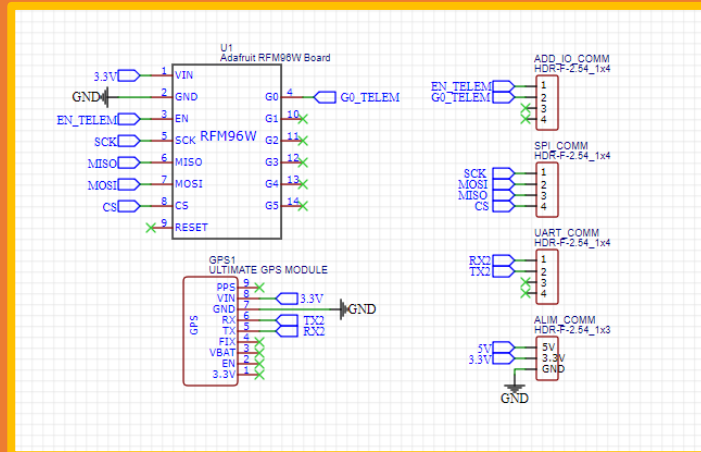 U1
Adafruit RFM96W Board
3.3V 1 VIN
GND 2 GND
EN_TELEM 3 EN
SCK 5 SCK
MISO 6 MISO
MOSI 7 MOSI
CS 8 CS
9 RESET
RFM96W
G0 4 G0_TELEM
G1 10
G2 11
G3 12
G4 13
G5 14
GPS1
ULTIMATE GPS MODULE
GPS
PPS 9
VIN 8 3.3V
GND 7 GND
RX 6 TX2
TX 5 RX2
FIX 4
VBAT 3
EN 2
3.3V 1
ADD_IO_COMM
HDR-F-2.54_1x4
EN_TELEM 1
G0_TELEM 2
3
4
SPI_COMM
HDR-F-2.54_1x4
SCK 1
MOSI 2
MISO 3
CS 4
UART_COMM
HDR-F-2.54_1x4
RX2 1
TX2 2
3
4
ALIM_COMM
HDR-F-2.54_1x3
5V 5V
3.3V 3.3V
GND
GND